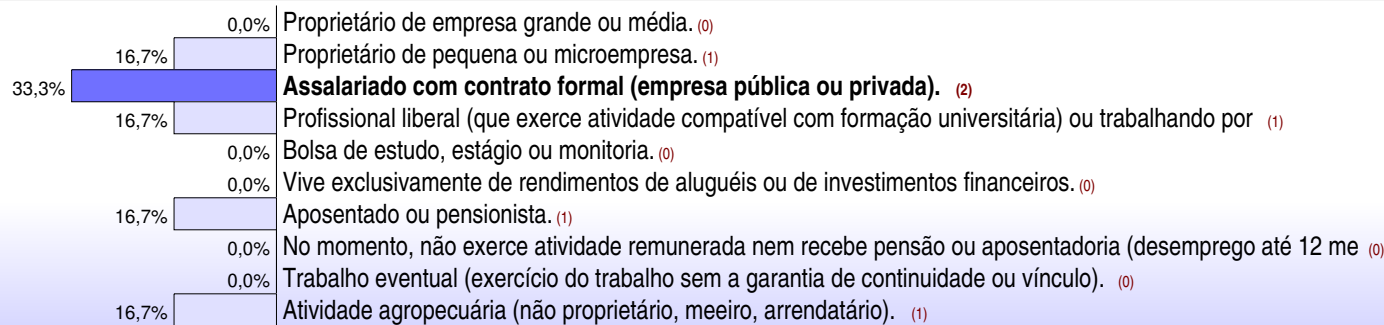 0,0% Proprietário de empresa grande ou média. (0)
16,7% Proprietário de pequena ou microempresa. (1)
33,3% Assalariado com contrato formal (empresa pública ou privada). (2)
16,7% Profissional liberal (que exerce atividade compatível com formação universitária) ou trabalhando por (1)
0,0% Bolsa de estudo, estágio ou monitoria. (0)
0,0% Vive exclusivamente de rendimentos de aluguéis ou de investimentos financeiros. (0)
16,7% Aposentado ou pensionista. (1)
0,0% No momento, não exerce atividade remunerada nem recebe pensão ou aposentadoria (desemprego até 12 me (0)
0,0% Trabalho eventual (exercício do trabalho sem a garantia de continuidade ou vínculo). (0)
16,7% Atividade agropecuária (não proprietário, meeiro, arrendatário). (1)